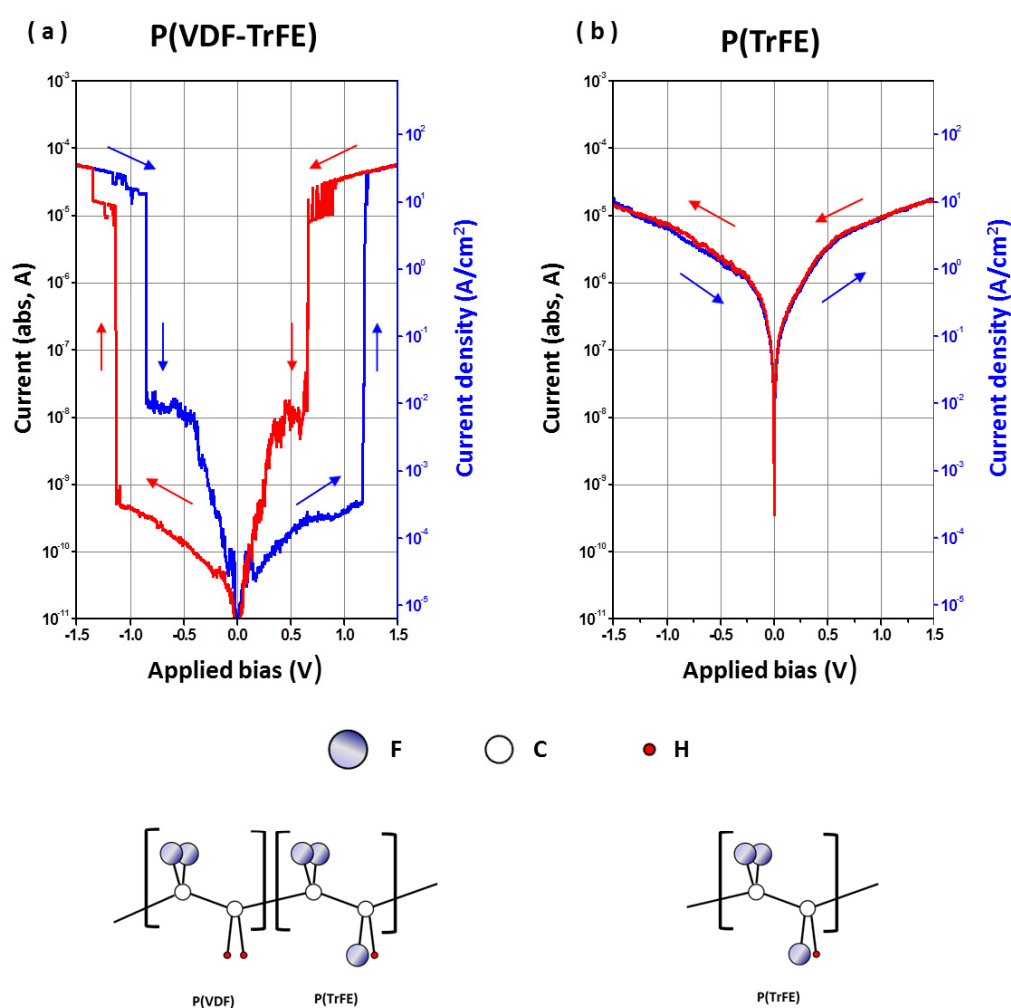 ( a )
P(VDF-TrFE)
( b )
P(TrFE)
Current (abs, A)
10⁻³
10⁻⁴
10⁻⁵
10⁻⁶
10⁻⁷
10⁻⁸
10⁻⁹
10⁻¹⁰
10⁻¹¹
-1.5 -1.0 -0.5 0.0 0.5 1.0 1.5
Applied bias (V)
10²
10¹
10⁰
10⁻¹
10⁻²
10⁻³
10⁻⁴
10⁻⁵
Current density (A/cm²)
Current (abs, A)
10⁻³
10⁻⁴
10⁻⁵
10⁻⁶
10⁻⁷
10⁻⁸
10⁻⁹
10⁻¹⁰
10⁻¹¹
-1.5 -1.0 -0.5 0.0 0.5 1.0 1.5
Applied bias (V)
10²
10¹
10⁰
10⁻¹
10⁻²
10⁻³
10⁻⁴
10⁻⁵
Current density (A/cm²)
F C H
P(VDF) P(TrFE)
P(TrFE)